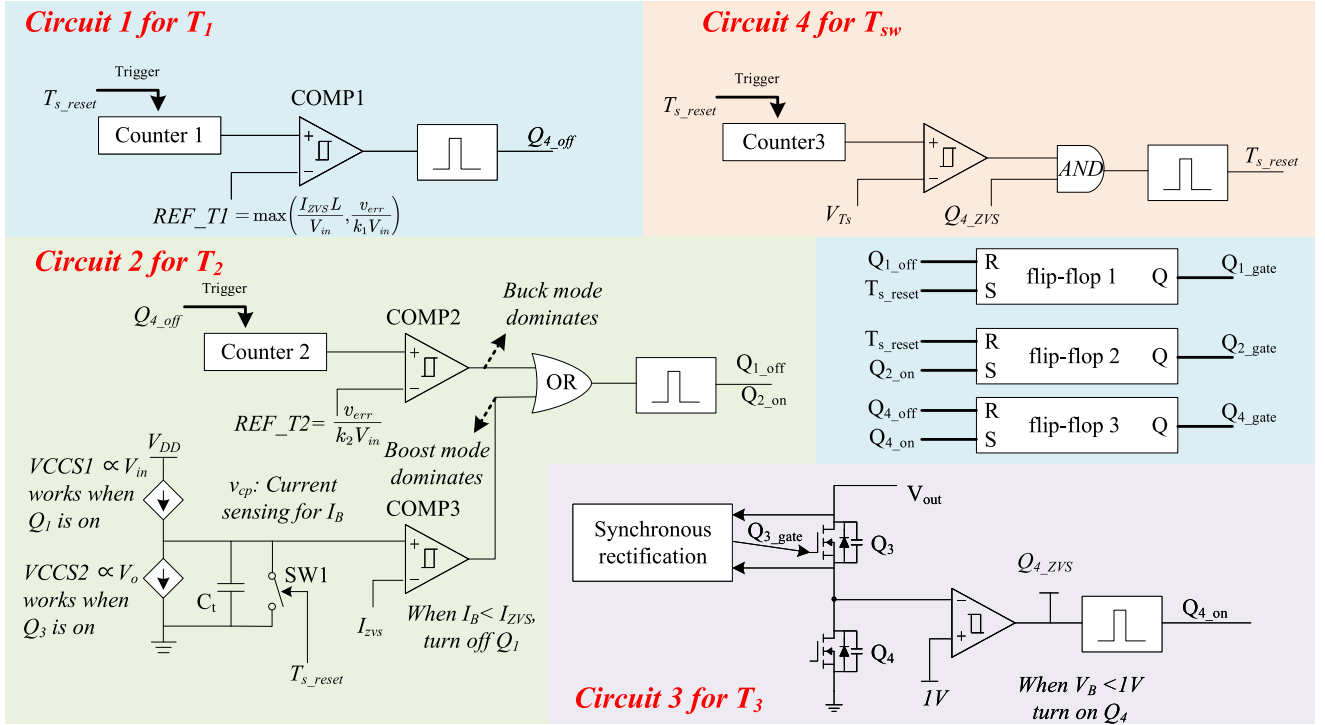 Circuit 1 for T1
Trigger
Ts_reset
Counter 1
COMP1
+
−
Q4_off
REF_T1 = max(IZVS L / Vin, verr / k1Vin)
Circuit 4 for Tsw
Trigger
Ts_reset
Counter3
+
−
VTs
AND
Q4_ZVS
Ts_reset
Circuit 2 for T2
Trigger
Q4_off
Counter 2
COMP2
+
−
Buck mode
dominates
OR
Q1_off
Q2_on
REF_T2= verr / k2Vin
Boost mode
dominates
VDD
VCCS1 ∝Vin
works when
Q1 is on
vcp: Current
sensing for IB
COMP3
+
−
VCCS2 ∝Vo
works when
Q3 is on
Ct
SW1
Izvs
When IB< IZVS,
turn off Q1
Ts_reset
Q1_off
Ts_reset
R
S
flip-flop 1
Q
Q1_gate
Ts_reset
Q2_on
R
S
flip-flop 2
Q
Q2_gate
Q4_off
Q4_on
R
S
flip-flop 3
Q
Q4_gate
Vout
Synchronous
rectification
Q3_gate
Q3
Q4_ZVS
−
+
Q4_on
Q4
1V
When VB <1V
turn on Q4
Circuit 3 for T3